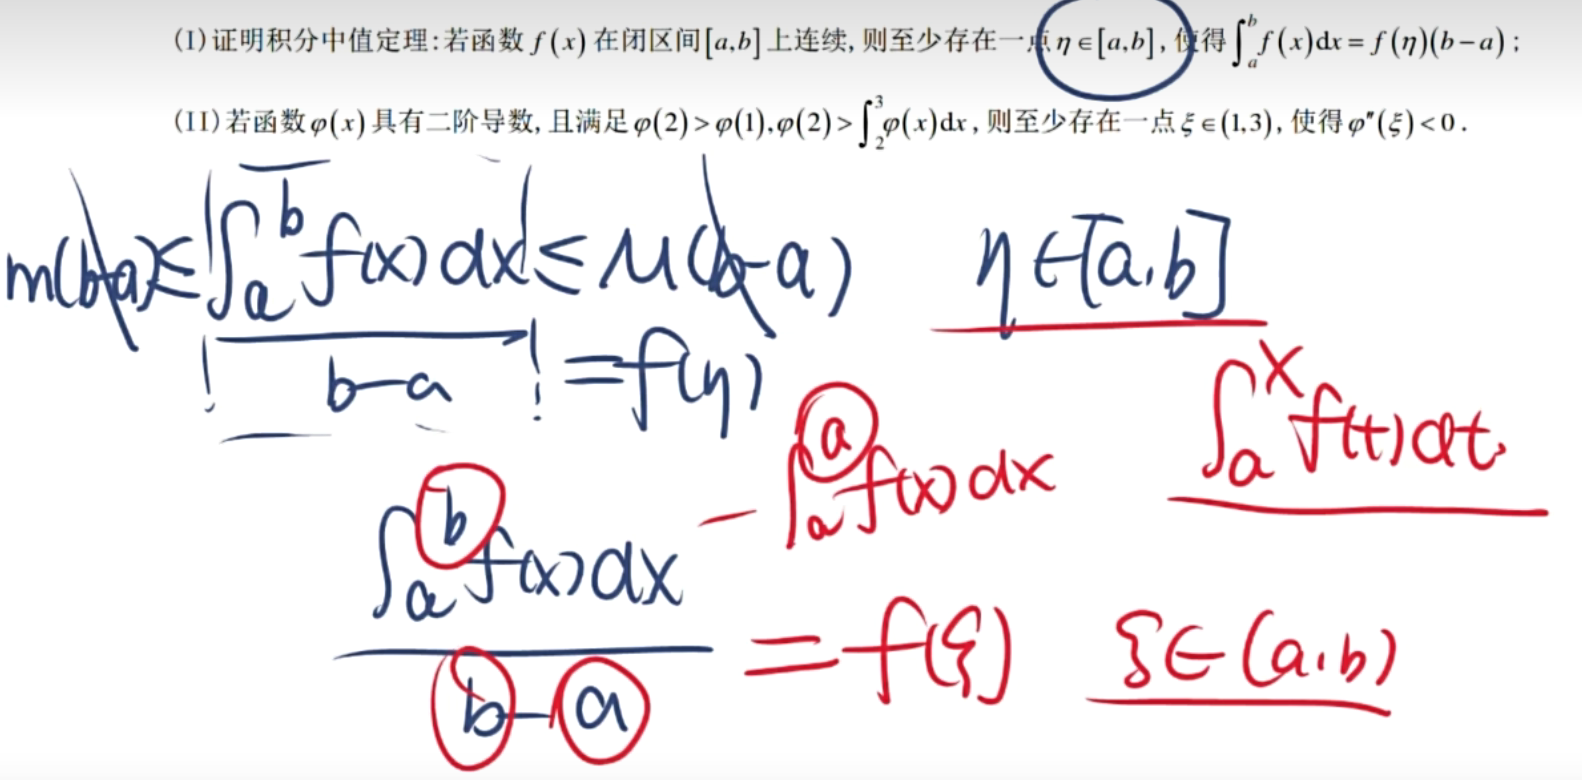 (I)证明积分中值定理:若函数 f(x) 在闭区间[a,b]上连续,则至少存在一点 η∈[a,b],使得∫_a^b f(x)dx = f(η)(b−a);
(II)若函数 φ(x) 具有二阶导数,且满足 φ(2)>φ(1),φ(2)>∫_2^3 φ(x)dx,则至少存在一点 ξ∈(1,3),使得 φ″(ξ)<0.
m(b-a)≤∫_a^b f(x)dx≤M(b-a)
η∈[a,b]
b-a
=f(η)
∫_a^x f(t)dt
∫_a^b f(x)dx - ∫_a^a f(x)dx
b-a
=f(ξ)
ξ∈(a,b)